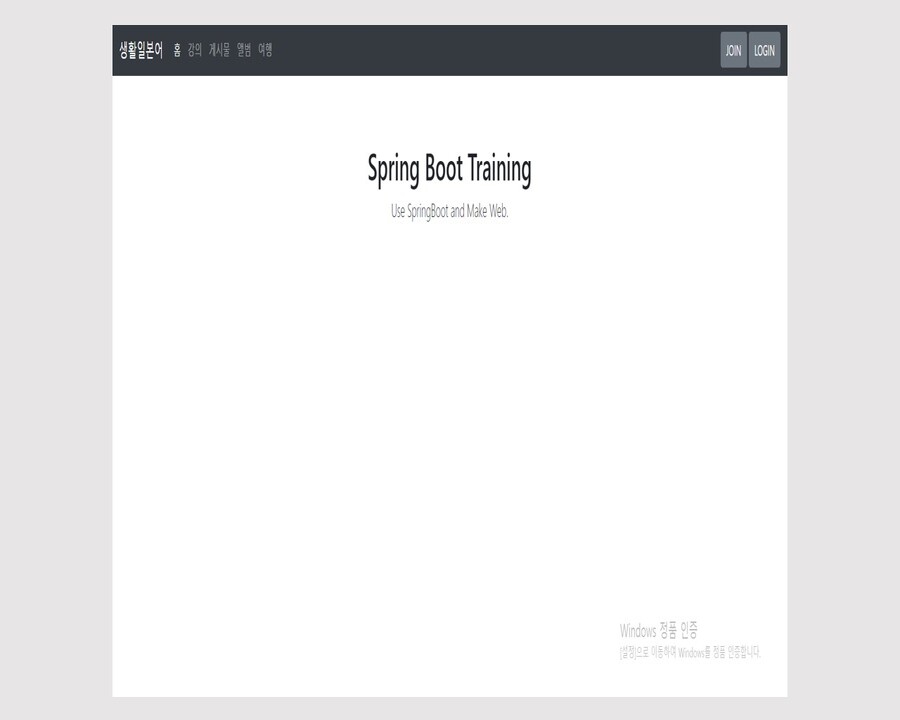 생활일본어 홈 강의 게시물 앨범 여행 JOIN LOGIN
Spring Boot Training
Use SpringBoot and Make Web.
Windows 정품 인증
[설정]으로 이동하여 Windows를 정품 인증합니다.